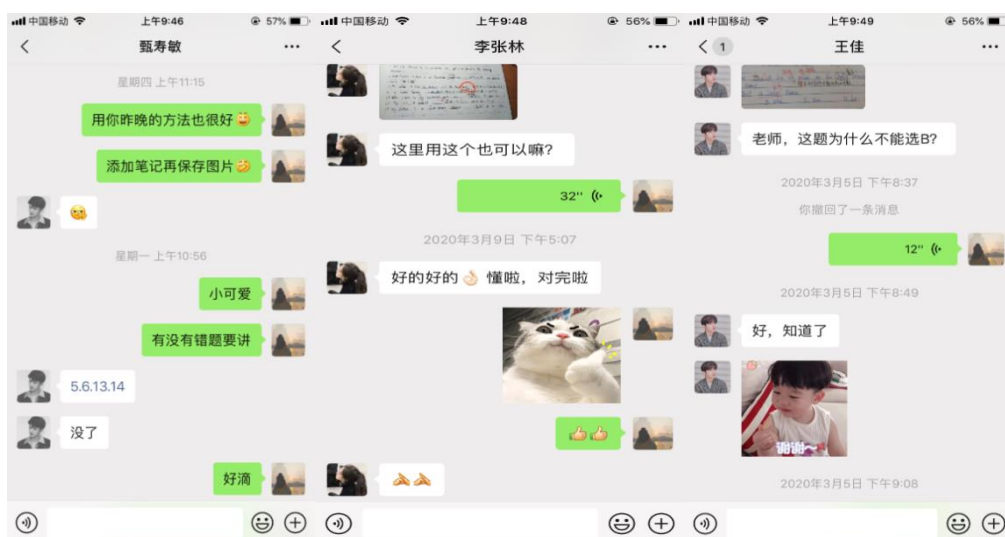 中国移动 上午9:46 57%
甄寿敏
星期四 上午11:15
用你昨晚的方法也很好
添加笔记再保存图片
星期一 上午10:56
小可爱
有没有错题要讲
5.6.13.14
没了
好滴
中国移动 上午9:48 56%
李张林
这里用这个也可以嘛?
32''
2020年3月9日 下午5:07
好的好的👌懂啦，对完啦
中国移动 上午9:49 56%
1
王佳
老师，这题为什么不能选B?
2020年3月5日 下午8:37
你撤回了一条消息
12''
2020年3月5日 下午8:49
好，知道了
谢谢~
2020年3月5日 下午9:08